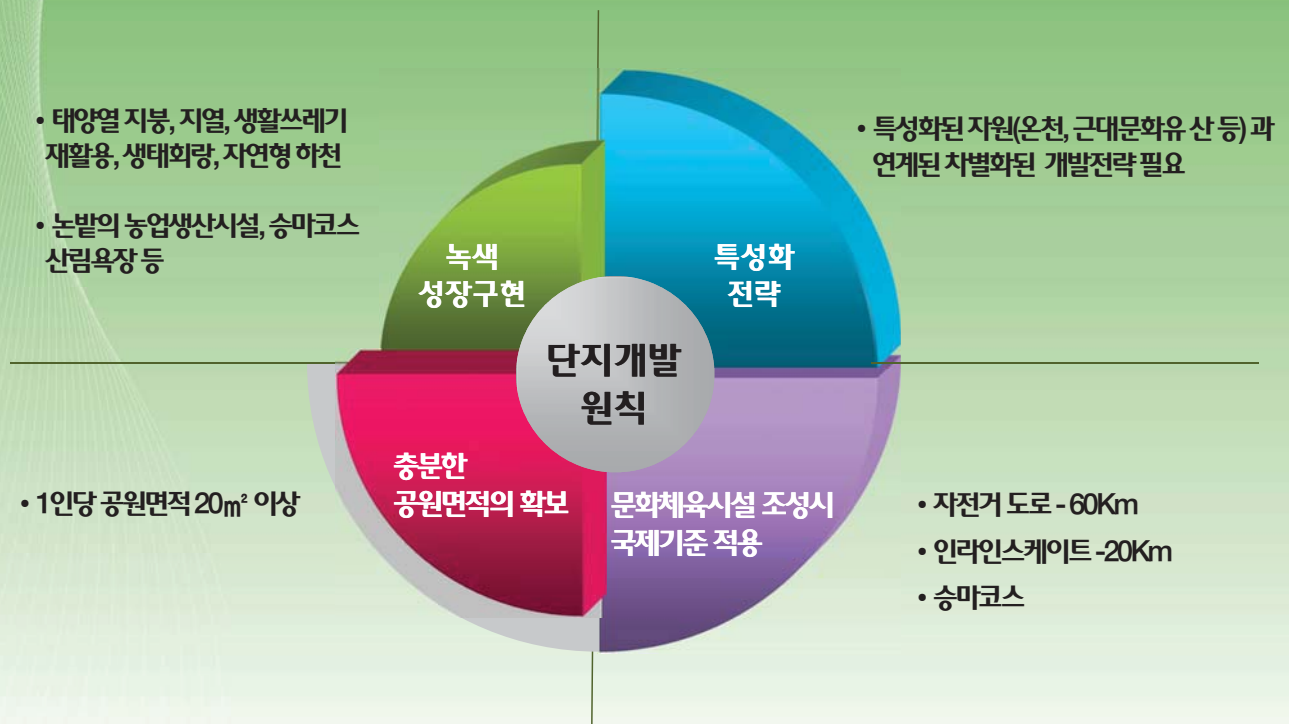 • 태양열 지붕, 지열, 생활쓰레기
재활용, 생태회랑, 자연형 하천
• 논밭의 농업생산시설, 승마코스
산림욕장 등
• 특성화된 자원(온천, 근대문화유 산 등) 과
연계된 차별화된 개발전략 필요
녹색
성장구현
특성화
전략
단지개발
원칙
충분한
공원면적의 확보
문화체육시설 조성시
국제기준 적용
• 1인당 공원면적 20㎡ 이상
• 자전거 도로 - 60Km
• 인라인스케이트 -20Km
• 승마코스